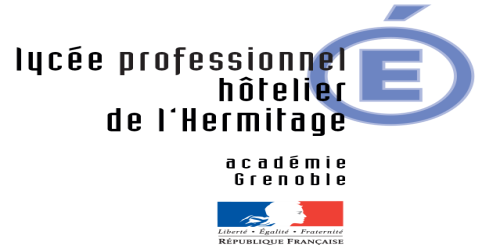 lycée professionnel
hôtelier
de l'Hermitage
É
académie
Grenoble
Liberté • Égalité • Fraternité
RÉPUBLIQUE FRANÇAISE